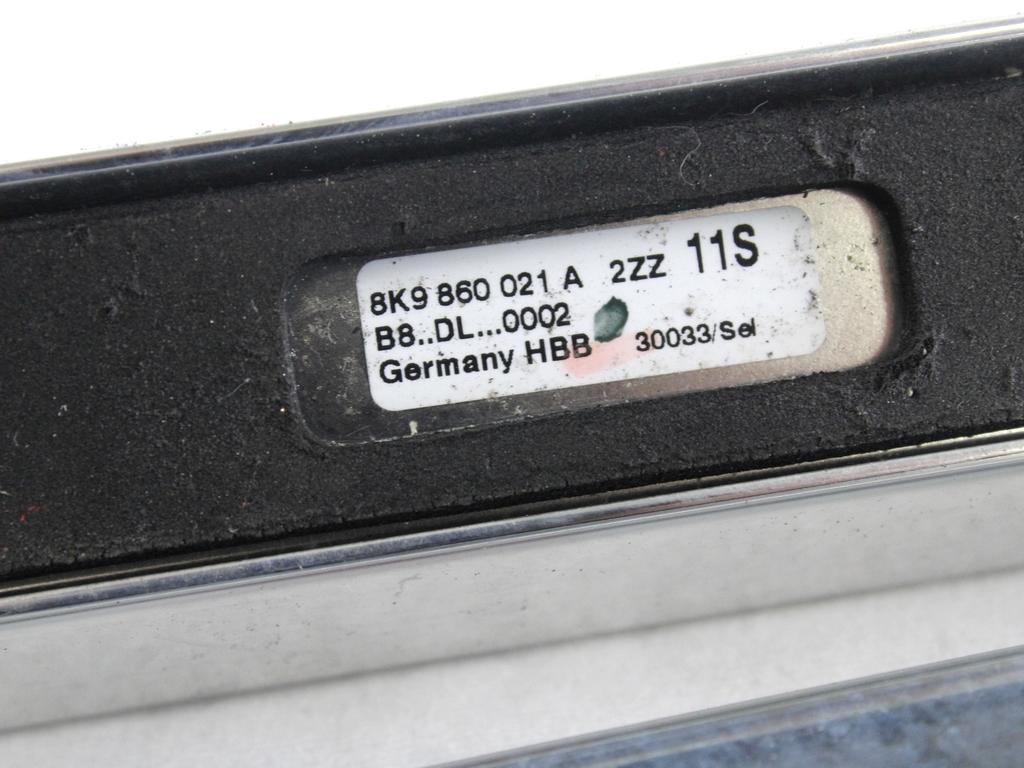 8K9 860 021 A 2ZZ 11S
B8..DL...0002
Germany HBB 30033/Sel